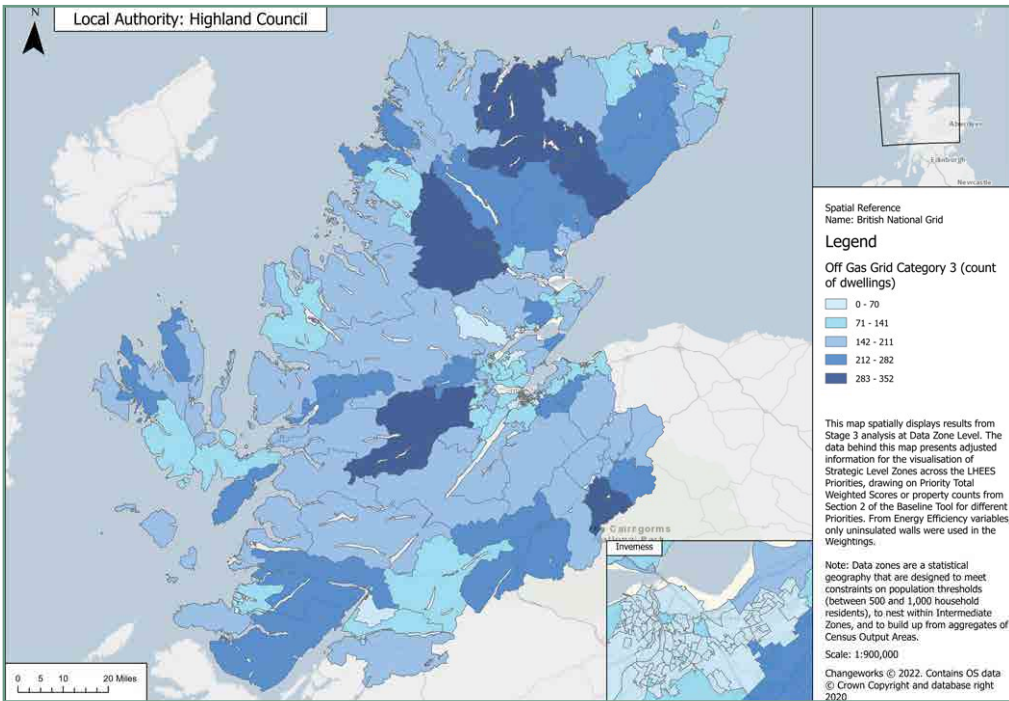 N
Local Authority: Highland Council
Aberdeen
Edinburgh
Newcastle
Spatial Reference
Name: British National Grid
Legend
Off Gas Grid Category 3 (count
of dwellings)
0 - 70
71 - 141
142 - 211
212 - 282
283 - 352
This map spatially displays results from
Stage 3 analysis at Data Zone Level. The
data behind this map presents adjusted
information for the visualisation of
Strategic Level Zones across the LHEES
Priorities, drawing on Priority Total
Weighted Scores or property counts from
Section 2 of the Baseline Tool for different
Priorities. From Energy Efficiency variables,
only uninsulated walls were used in the
Weightings.
Note: Data zones are a statistical
geography that are designed to meet
constraints on population thresholds
(between 500 and 1,000 household
residents), to nest within Intermediate
Zones, and to build up from aggregates of
Census Output Areas.
Scale: 1:900,000
Changeworks © 2022. Contains OS data
© Crown Copyright and database right
2020
Cairngorms
Inverness
0 5 10 20 Miles